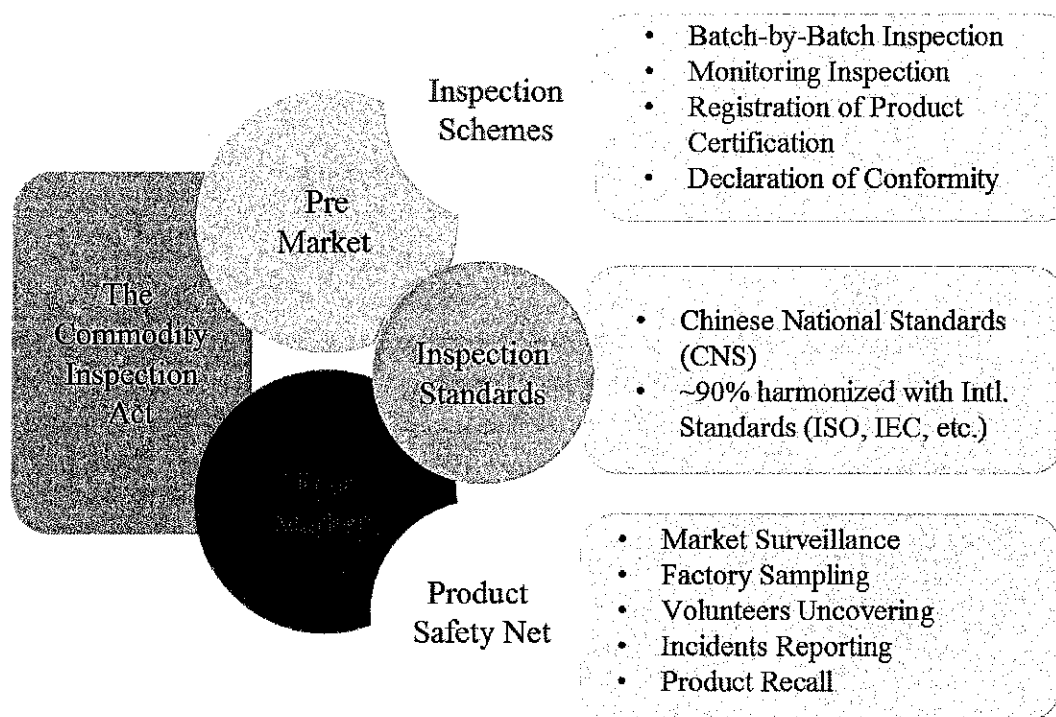 The
Commodity
Inspection
Act
Pre
Market
Inspection
Schemes
• Batch-by-Batch Inspection
• Monitoring Inspection
• Registration of Product
Certification
• Declaration of Conformity
Inspection
Standards
• Chinese National Standards
(CNS)
• ~90% harmonized with Intl.
Standards (ISO, IEC, etc.)
Product
Safety Net
• Market Surveillance
• Factory Sampling
• Volunteers Uncovering
• Incidents Reporting
• Product Recall